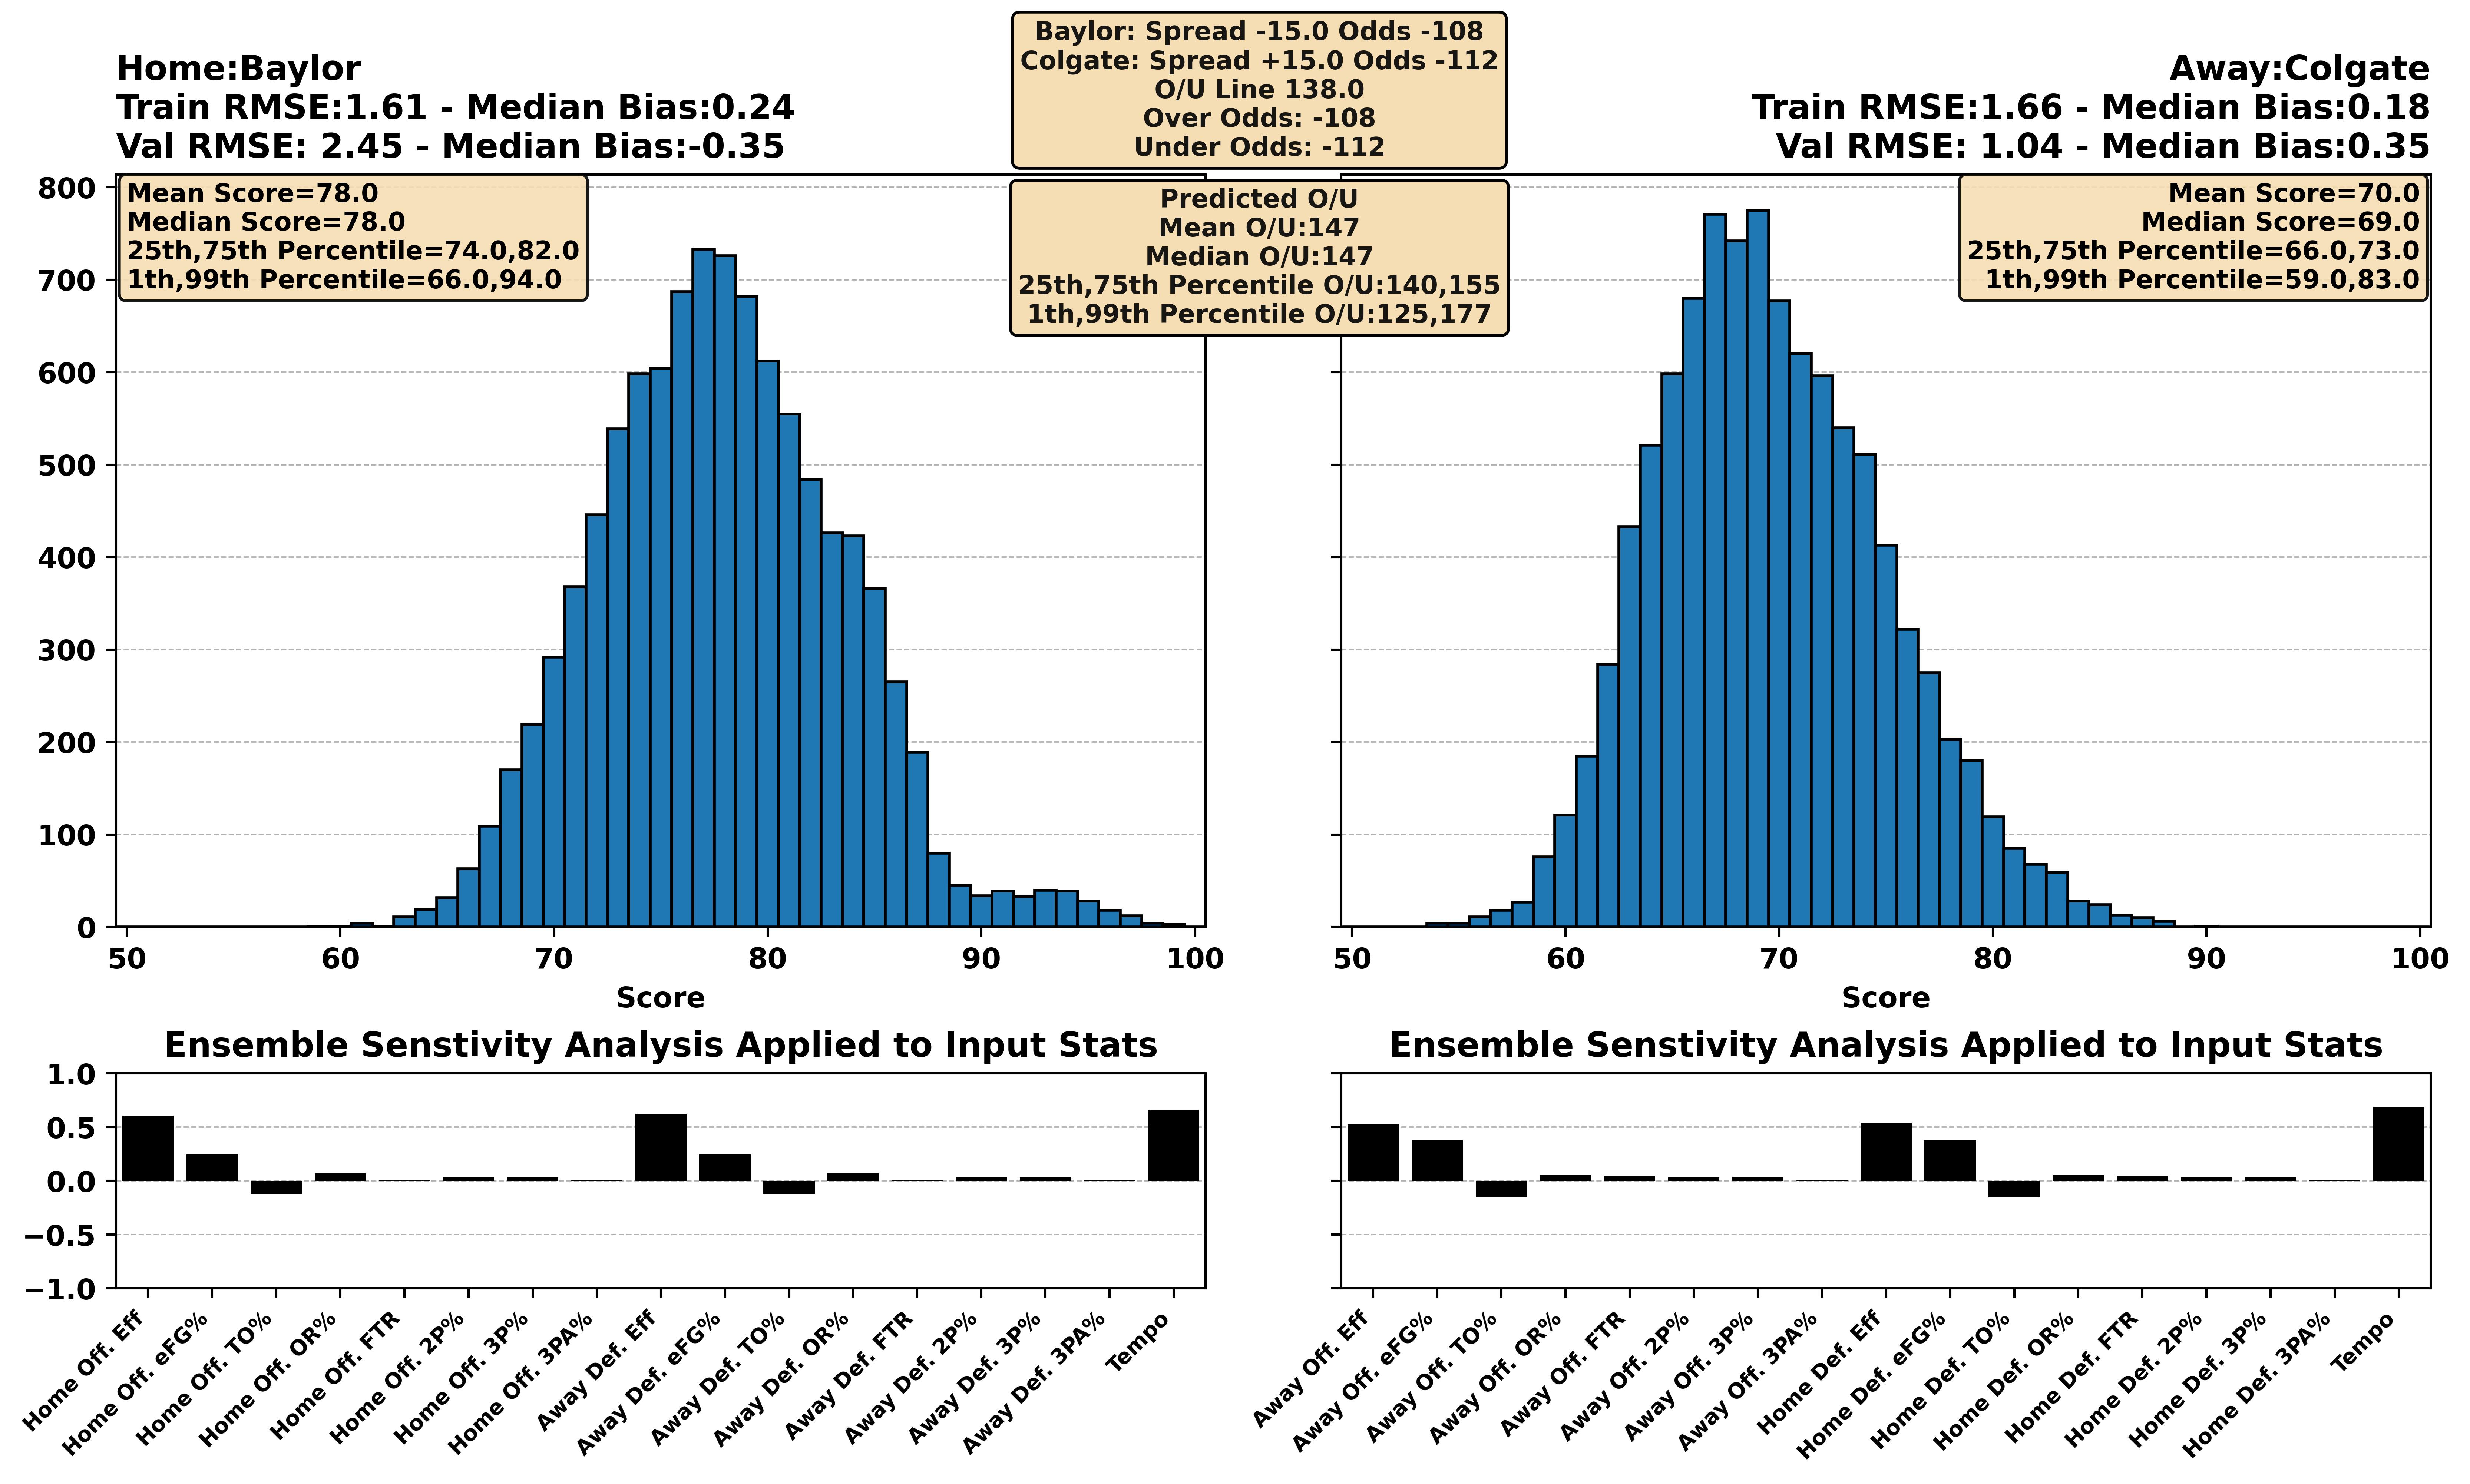 Baylor: Spread -15.0 Odds -108
Colgate: Spread +15.0 Odds -112
O/U Line 138.0
Over Odds: -108
Under Odds: -112
Home:Baylor
Train RMSE:1.61 - Median Bias:0.24
Val RMSE: 2.45 - Median Bias:-0.35
Away:Colgate
Train RMSE:1.66 - Median Bias:0.18
Val RMSE: 1.04 - Median Bias:0.35
Mean Score=78.0
Median Score=78.0
25th,75th Percentile=74.0,82.0
1th,99th Percentile=66.0,94.0
Predicted O/U
Mean O/U:147
Median O/U:147
25th,75th Percentile O/U:140,155
1th,99th Percentile O/U:125,177
Mean Score=70.0
Median Score=69.0
25th,75th Percentile=66.0,73.0
1th,99th Percentile=59.0,83.0
800
700
600
500
400
300
200
100
0
50 60 70 80 90 100
Score
50 60 70 80 90 100
Score
Ensemble Senstivity Analysis Applied to Input Stats
1.0
0.5
0.0
−0.5
−1.0
Home Off. Eff
Home Off. eFG%
Home Off. TO%
Home Off. OR%
Home Off. FTR
Home Off. 2P%
Home Off. 3P%
Home Off. 3PA%
Away Def. Eff
Away Def. eFG%
Away Def. TO%
Away Def. OR%
Away Def. FTR
Away Def. 2P%
Away Def. 3P%
Away Def. 3PA%
Tempo
Ensemble Senstivity Analysis Applied to Input Stats
Away Off. Eff
Away Off. eFG%
Away Off. TO%
Away Off. OR%
Away Off. FTR
Away Off. 2P%
Away Off. 3P%
Away Off. 3PA%
Home Def. Eff
Home Def. eFG%
Home Def. TO%
Home Def. OR%
Home Def. FTR
Home Def. 2P%
Home Def. 3P%
Home Def. 3PA%
Tempo